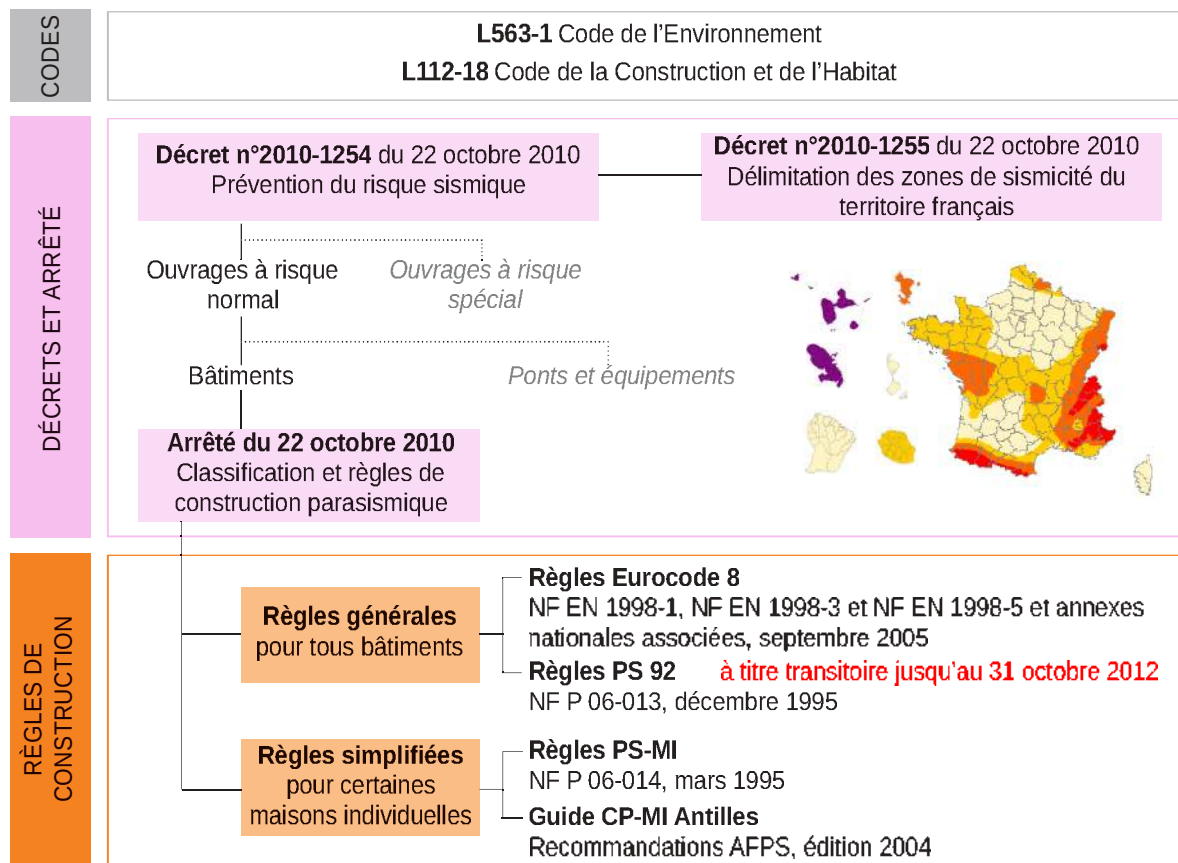 CODES
L563-1 Code de l'Environnement
L112-18 Code de la Construction et de l'Habitat
DÉCRETS ET ARRÊTÉ
Décret n°2010-1254 du 22 octobre 2010
Prévention du risque sismique
Décret n°2010-1255 du 22 octobre 2010
Délimitation des zones de sismicité du
territoire français
Ouvrages à risque
normal
Ouvrages à risque
spécial
Bâtiments
Ponts et équipements
Arrêté du 22 octobre 2010
Classification et règles de
construction parasismique
RÈGLES DE
CONSTRUCTION
Règles générales
pour tous bâtiments
Règles Eurocode 8
NF EN 1998-1, NF EN 1998-3 et NF EN 1998-5 et annexes
nationales associées, septembre 2005
Règles PS 92 à titre transitoire jusqu'au 31 octobre 2012
NF P 06-013, décembre 1995
Règles simplifiées
pour certaines
maisons individuelles
Règles PS-MI
NF P 06-014, mars 1995
Guide CP-MI Antilles
Recommandations AFPS, édition 2004